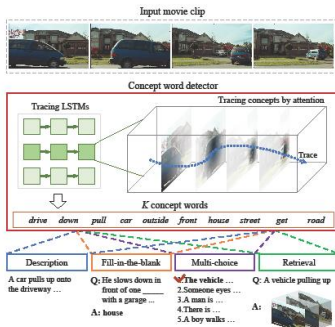 Input movie clip
Concept word detector
Tracing LSTMs
Tracing concepts by attention
Trace
K concept words
drive down pull car outside front house street get road
Description Fill-in-the-blank Multi-choice Retrieval
A car pulls up onto
the driveway …
Q: He slows down in
front of one _____
with a garage ...
A: house
1.The vehicle …
2.Someone eyes …
3.A man is …
4.There is …
5.A boy walks …
Q: A vehicle pulling up
A: